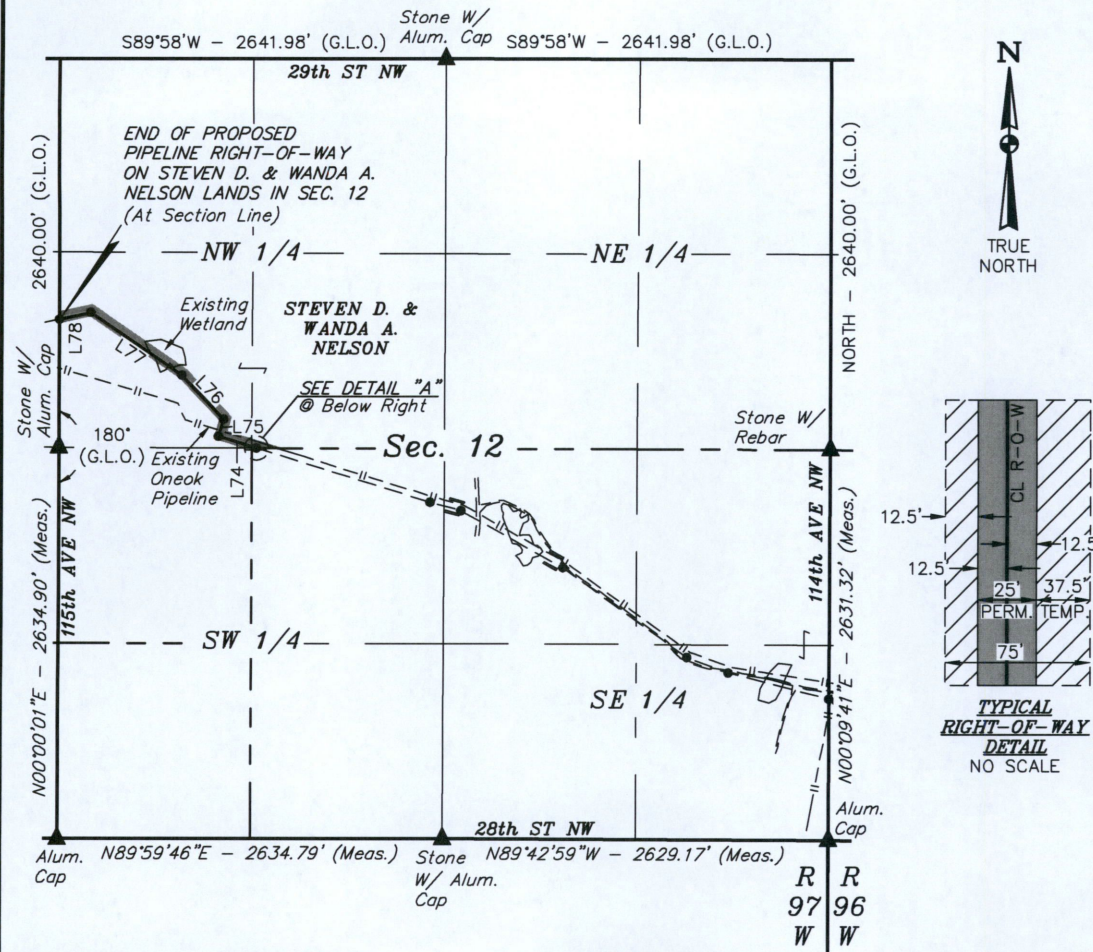 Stone W/
Alum. Cap
S89°58'W – 2641.98' (G.L.O.)
S89°58'W – 2641.98' (G.L.O.)
29th ST NW
N
TRUE
NORTH
END OF PROPOSED
PIPELINE RIGHT-OF-WAY
ON STEVEN D. & WANDA A.
NELSON LANDS IN SEC. 12
(At Section Line)
2640.00' (G.L.O.)
NORTH – 2640.00' (G.L.O.)
NW 1/4
NE 1/4
Existing
Wetland
STEVEN D. &
WANDA A.
NELSON
L78
L77
L76
L75
L74
SEE DETAIL "A"
@ Below Right
Stone W/
Alum. Cap
180°
(G.L.O.)
Existing
Oneok
Pipeline
Sec. 12
Stone W/
Rebar
N00°00'01"E – 2634.90' (Meas.)
115th AVE NW
114th AVE NW
N00°09'41"E – 2631.32' (Meas.)
SW 1/4
SE 1/4
CL R-O-W
12.5'
12.5'
12.5
25'
37.5'
PERM.
TEMP.
75'
TYPICAL
RIGHT-OF-WAY
DETAIL
NO SCALE
28th ST NW
Alum.
Cap
Alum.
Cap
N89°59'46"E – 2634.79' (Meas.)
Stone
W/ Alum.
Cap
N89°42'59"W – 2629.17' (Meas.)
R R
97 96
W W